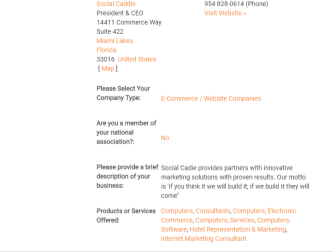 Social Caddie
954 828-0614 (Phone)
President & CEO
Visit Website »
14411 Commerce Way
Suite 422
Miami Lakes
Florida
33016 United States
[ Map ]
Please Select Your
Company Type:
E-Commerce / Website Companies
Are you a member of
your national
association?:
No
Please provide a brief
description of your
business:
Social Cadie provides partners with innovative
marketing solutions with proven results. Our motto
is 'if you think it we will build it; if we build it they will
come"
Products or Services
Offered:
Computers, Consultants, Computers, Electronic
Commerce, Computers, Services, Computers,
Software, Hotel Representation & Marketing,
Internet Marketing Consultant